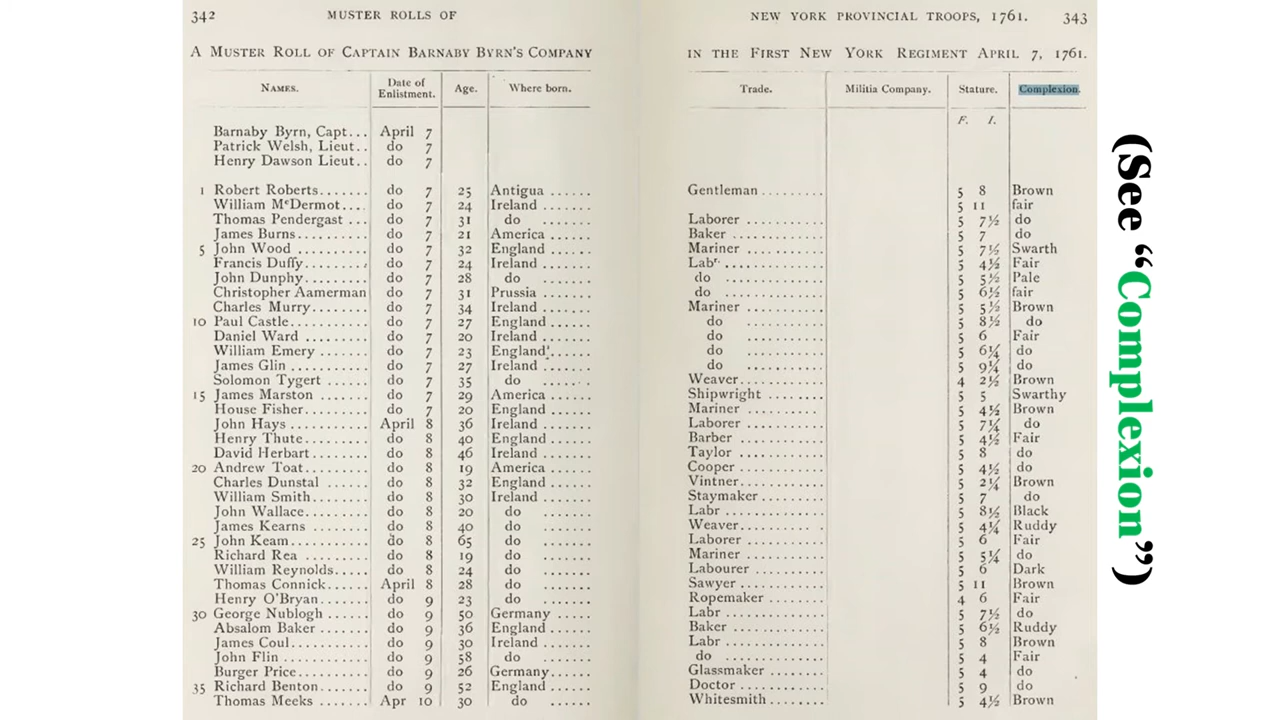 342 MUSTER ROLLS OF
A MUSTER ROLL OF CAPTAIN BARNABY BYRN'S COMPANY
NAMES. Date of Enlistment. Age. Where born.
Barnaby Byrn, Capt... April 7
Patrick Welsh, Lieut.. do 7
Henry Dawson Lieut.. do 7
1 Robert Roberts....... do 7 25 Antigua ......
William McDermot.... do 7 24 Ireland ......
Thomas Pendergast ... do 7 31 do ......
James Burns.......... do 7 21 America ......
5 John Wood ......... do 7 32 England ......
Francis Duffy........ do 7 24 Ireland ......
John Dunphy......... do 7 28 do ......
Christopher Aamerman do 7 31 Prussia ......
Charles Murry........ do 7 34 Ireland ......
10 Paul Castle.......... do 7 27 England ......
Daniel Ward ........ do 7 20 Ireland ......
William Emery ...... do 7 23 England'......
James Glin .......... do 7 27 Ireland ......
Solomon Tygert ..... do 7 35 do ......
15 James Marston ...... do 7 29 America ......
House Fisher........ do 7 20 England ......
John Hays .......... April 8 36 Ireland ......
Henry Thute......... do 8 40 England ......
David Herbart ....... do 8 46 Ireland ......
20 Andrew Toat........ do 8 19 America ......
Charles Dunstal ..... do 8 32 England ......
William Smith....... do 8 30 Ireland ......
John Wallace........ do 8 20 do ......
James Kearns ....... do 8 40 do ......
25 John Keam.......... do 8 65 do ......
Richard Rea ........ do 8 19 do ......
William Reynolds..... do 8 24 do ......
Thomas Connick..... April 8 28 do ......
Henry O'Bryan....... do 9 23 do ......
30 George Nublogh ..... do 9 50 Germany ......
Absalom Baker ...... do 9 36 England ......
James Coul.......... do 9 30 Ireland ......
John Flin ........... do 9 58 do ......
Burger Price......... do 9 26 Germany......
35 Richard Benton...... do 9 52 England ......
Thomas Meeks ...... Apr 10 30 do ......
NEW YORK PROVINCIAL TROOPS, 1761. 343
IN THE FIRST NEW YORK REGIMENT APRIL 7, 1761.
Trade. Militia Company. Stature. Complexion.
F. I.
Gentleman ......... 5 8 Brown
5 11 fair
Laborer ........... 5 7½ do
Baker ............. 5 7 do
Mariner ........... 5 7½ Swarth
Labr. ............. 5 4½ Fair
do ............. 5 5½ Pale
do ............. 5 6½ fair
Mariner ........... 5 5½ Brown
do ............. 5 8½ do
do ............. 5 6 Fair
do ............. 5 6¼ do
do ............. 5 9¼ do
Weaver............ 4 2½ Brown
Shipwright ........ 5 5 Swarthy
Mariner ........... 5 4½ Brown
Laborer ........... 5 7¼ do
Barber ............ 5 4½ Fair
Taylor ............ 5 8 do
Cooper ............ 5 4½ do
Vintner............ 5 2¼ Brown
Staymaker ......... 5 7 do
Labr .............. 5 8½ Black
Weaver............ 5 4¼ Ruddy
Laborer ........... 5 6 Fair
Mariner ........... 5 5¼ do
Labourer .......... 5 6 Dark
Sawyer ............ 5 11 Brown
Ropemaker ........ 4 6 Fair
Labr .............. 5 7½ do
Baker ............. 5 6½ Ruddy
Labr .............. 5 8 Brown
do ............. 5 4 Fair
Glassmaker ........ 5 4 do
Doctor ............ 5 9 do
Whitesmith........ 5 4½ Brown
(See “Complexion”)